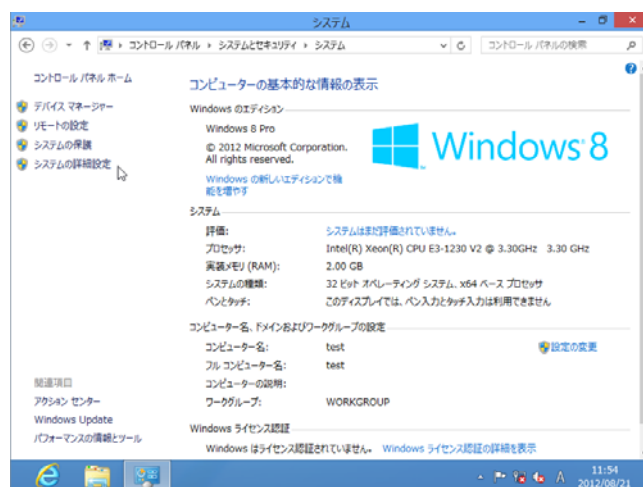 システム
コントロール パネル ▸ システムとセキュリティ ▸ システム
コントロール パネルの検索
コントロール パネル ホーム
デバイス マネージャー
リモートの設定
システムの保護
システムの詳細設定
コンピューターの基本的な情報の表示
Windows のエディション
Windows 8 Pro
© 2012 Microsoft Corporation.
All rights reserved.
Windows の新しいエディションで機
能を増やす
Windows 8
システム
評価: システムはまだ評価されていません。
プロセッサ: Intel(R) Xeon(R) CPU E3-1230 V2 @ 3.30GHz 3.30 GHz
実装メモリ (RAM): 2.00 GB
システムの種類: 32 ビット オペレーティング システム、x64 ベース プロセッサ
ペンとタッチ: このディスプレイでは、ペン入力とタッチ入力は利用できません
コンピューター名、ドメインおよびワークグループの設定
コンピューター名: test 設定の変更
フル コンピューター名: test
コンピューターの説明:
ワークグループ: WORKGROUP
Windows ライセンス認証
Windows はライセンス認証されていません。 Windows ライセンス認証の詳細を表示
関連項目
アクション センター
Windows Update
パフォーマンスの情報とツール
A
11:54
2012/08/21